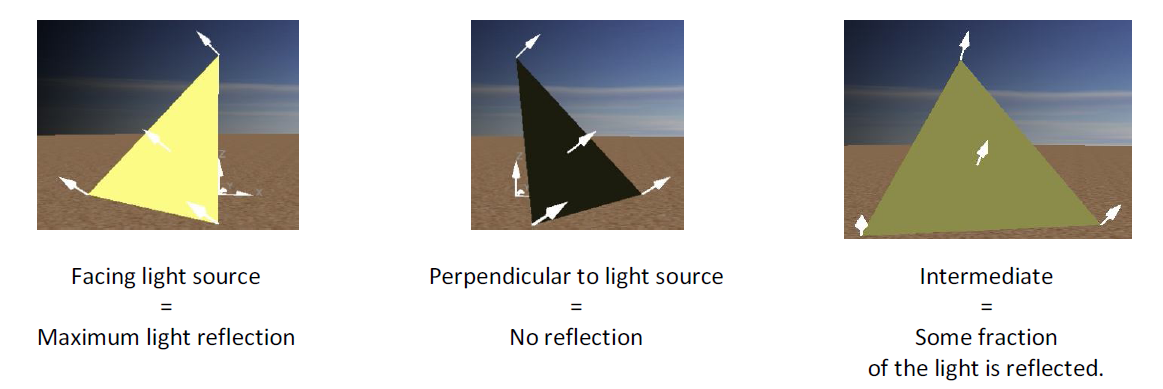 Z
X
Z
Facing light source
=
Maximum light reflection
Perpendicular to light source
=
No reflection
Intermediate
=
Some fraction
of the light is reflected.